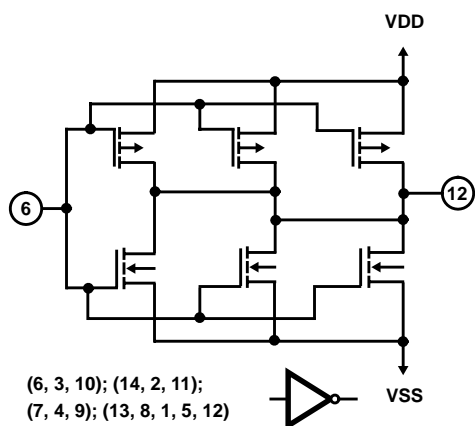 VDD
6
12
(6, 3, 10); (14, 2, 11);
(7, 4, 9); (13, 8, 1, 5, 12)
VSS